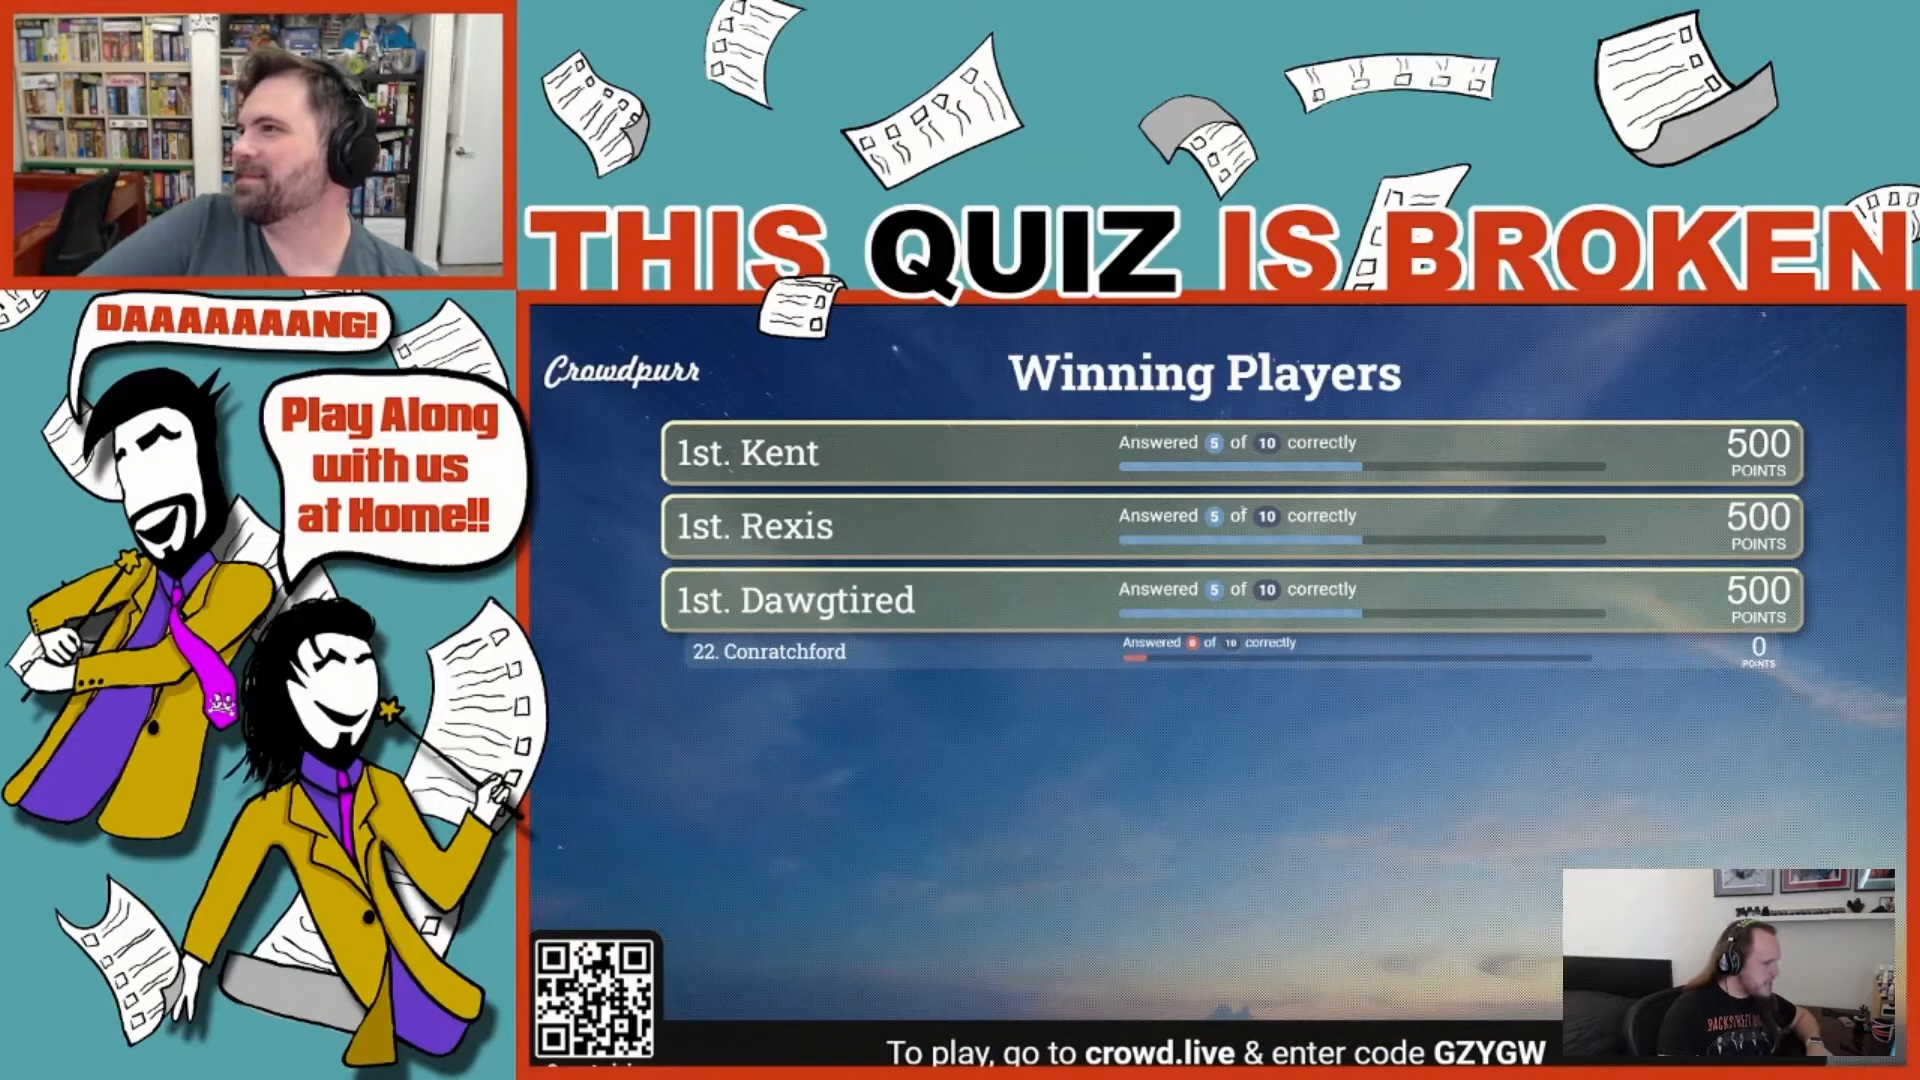 THIS QUIZ IS BROKEN
DAAAAAAANG!
Play Along
with us
at Home!!
Crowdpurr
Winning Players
1st. Kent
Answered 5 of 10 correctly
500
POINTS
1st. Rexis
Answered 5 of 10 correctly
500
POINTS
1st. Dawgtired
Answered 5 of 10 correctly
500
POINTS
22. Conratchford
Answered 0 of 10 correctly
0
POINTS
To play, go to crowd.live & enter code GZYGW